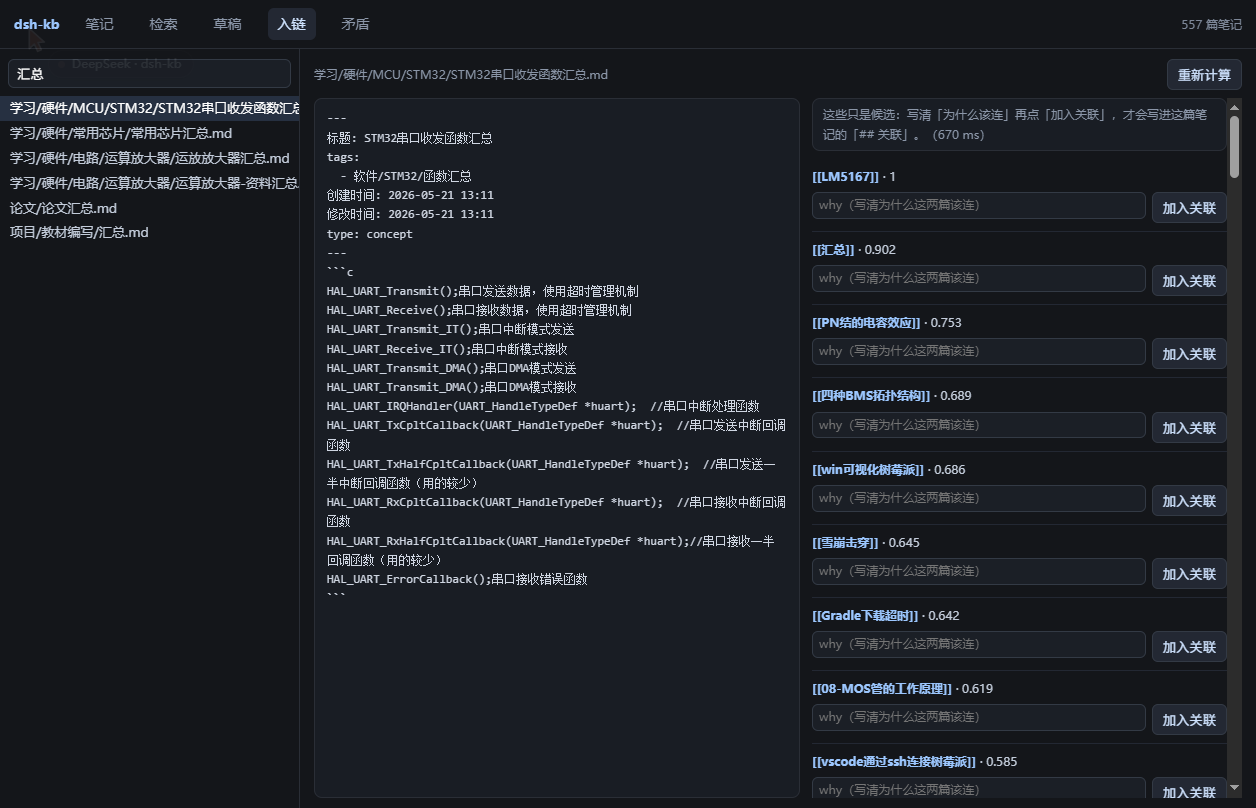 dsh-kb 笔记 检索 草稿 入链 矛盾 557 篇笔记
DeepSeek · dsh-kb
汇总
学习/硬件/MCU/STM32/STM32串口收发函数汇总
学习/硬件/常用芯片/常用芯片汇总.md
学习/硬件/电路/运算放大器/运放放大器汇总.md
学习/硬件/电路/运算放大器/运算放大器-资料汇总.
论文/论文汇总.md
项目/教材编写/汇总.md
学习/硬件/MCU/STM32/STM32串口收发函数汇总.md
重新计算
---
标题: STM32串口收发函数汇总
tags:
  - 软件/STM32/函数汇总
创建时间: 2026-05-21 13:11
修改时间: 2026-05-21 13:11
type: concept
---
```c
HAL_UART_Transmit();串口发送数据，使用超时管理机制
HAL_UART_Receive();串口接收数据，使用超时管理机制
HAL_UART_Transmit_IT();串口中断模式发送
HAL_UART_Receive_IT();串口中断模式接收
HAL_UART_Transmit_DMA();串口DMA模式发送
HAL_UART_Transmit_DMA();串口DMA模式接收
HAL_UART_IRQHandler(UART_HandleTypeDef *huart);  //串口中断处理函数
HAL_UART_TxCpltCallback(UART_HandleTypeDef *huart);  //串口发送中断回调
函数
HAL_UART_TxHalfCpltCallback(UART_HandleTypeDef *huart);  //串口发送一
半中断回调函数（用的较少）
HAL_UART_RxCpltCallback(UART_HandleTypeDef *huart);  //串口接收中断回调
函数
HAL_UART_RxHalfCpltCallback(UART_HandleTypeDef *huart);//串口接收一半
回调函数（用的较少）
HAL_UART_ErrorCallback();串口接收错误函数
```
这些只是候选：写清「为什么该连」再点「加入关联」，才会写进这篇笔
记的「## 关联」。（670 ms）
[[LM5167]] · 1
why（写清为什么这两篇该连） 加入关联
[[汇总]] · 0.902
why（写清为什么这两篇该连） 加入关联
[[PN结的电容效应]] · 0.753
why（写清为什么这两篇该连） 加入关联
[[四种BMS拓扑结构]] · 0.689
why（写清为什么这两篇该连） 加入关联
[[win可视化树莓派]] · 0.686
why（写清为什么这两篇该连） 加入关联
[[雪崩击穿]] · 0.645
why（写清为什么这两篇该连） 加入关联
[[Gradle下载超时]] · 0.642
why（写清为什么这两篇该连） 加入关联
[[08-MOS管的工作原理]] · 0.619
why（写清为什么这两篇该连） 加入关联
[[vscode通过ssh连接树莓派]] · 0.585
why（写清为什么这两篇该连） 加入关联